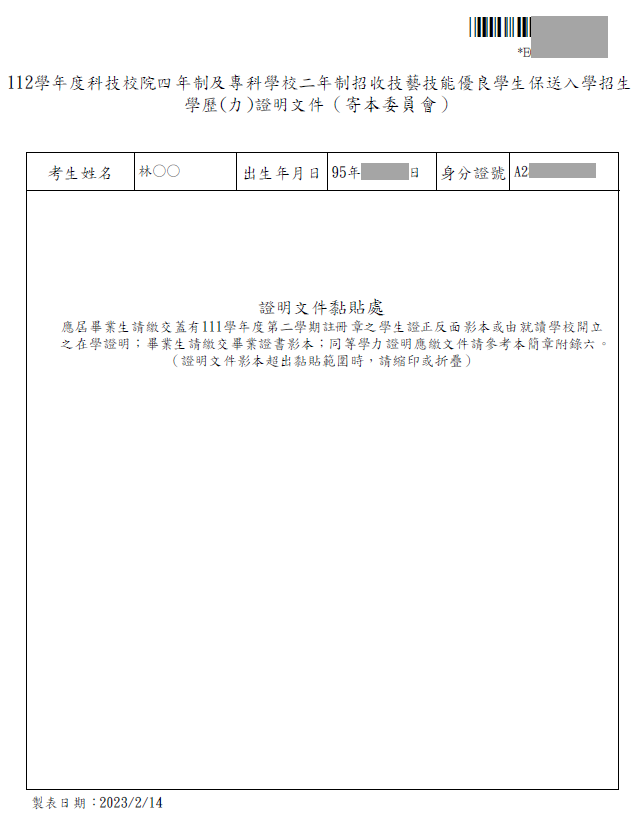 *E
112學年度科技校院四年制及專科學校二年制招收技藝技能優良學生保送入學招生
學歷(力)證明文件（寄本委員會）
考生姓名 林○○ 出生年月日 95年 日 身分證號 A2
證明文件黏貼處
應屆畢業生請繳交蓋有111學年度第二學期註冊章之學生證正反面影本或由就讀學校開立
之在學證明；畢業生請繳交畢業證書影本；同等學力證明應繳文件請參考本簡章附錄六。
（證明文件影本超出黏貼範圍時，請縮印或折疊）
製表日期：2023/2/14